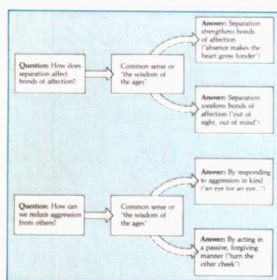 Question: How does
separation affect
bonds of affection?
Common sense or
'the wisdom of
the ages'
Answer: Separation
strengthens bonds
of affection
('absence makes the
heart grow fonder')
Answer: Separation
weakens bonds of
affection ('out of
sight, out of mind')
Question: How can
we reduce aggression
from others?
Common sense or
'the wisdom of
the ages'
Answer: By responding
to aggression in kind
('an eye for an eye...')
Answer: By acting in
a passive, forgiving
manner ('turn the
other cheek')